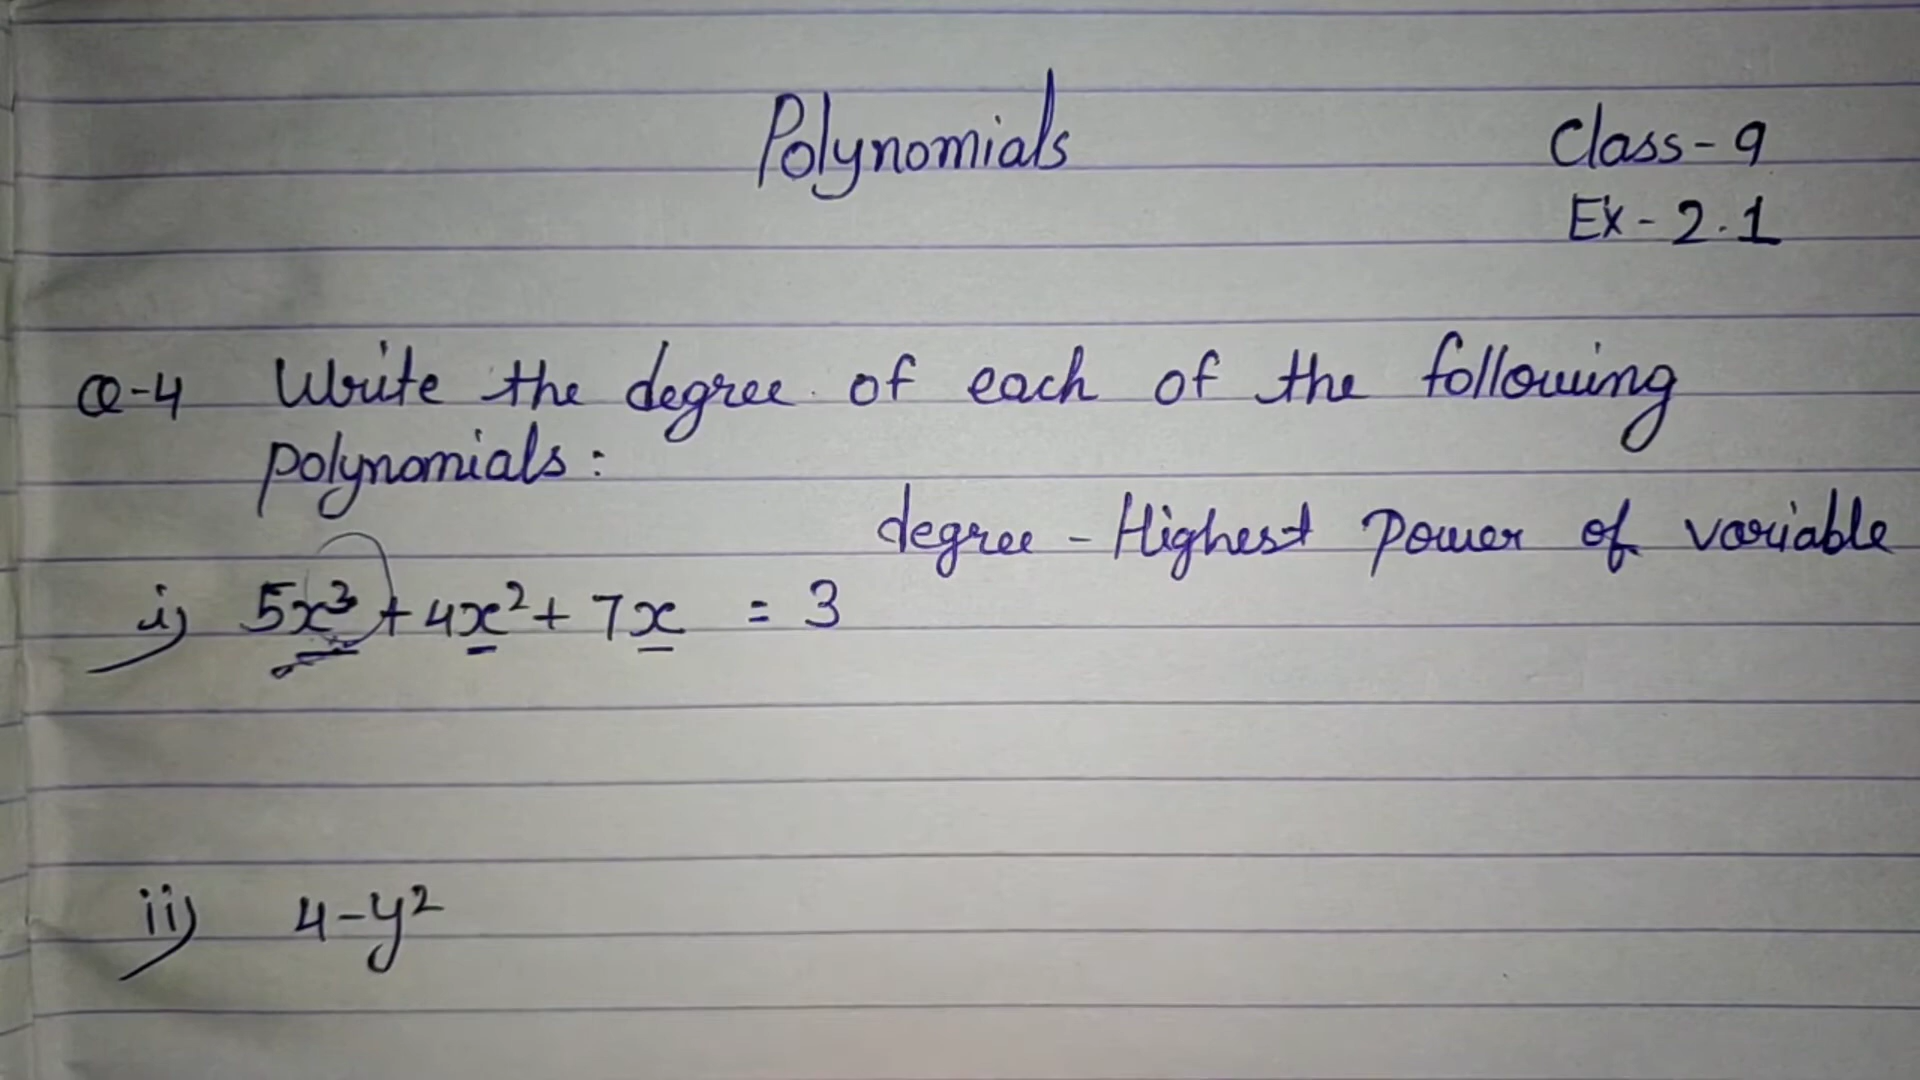 Polynomials
Class-9
Ex-2.1
Q-4 Write the degree of each of the following
polynomials:
degree - Highest Power of variable
i) 5x³ + 4x² + 7x = 3
ii) 4-y²